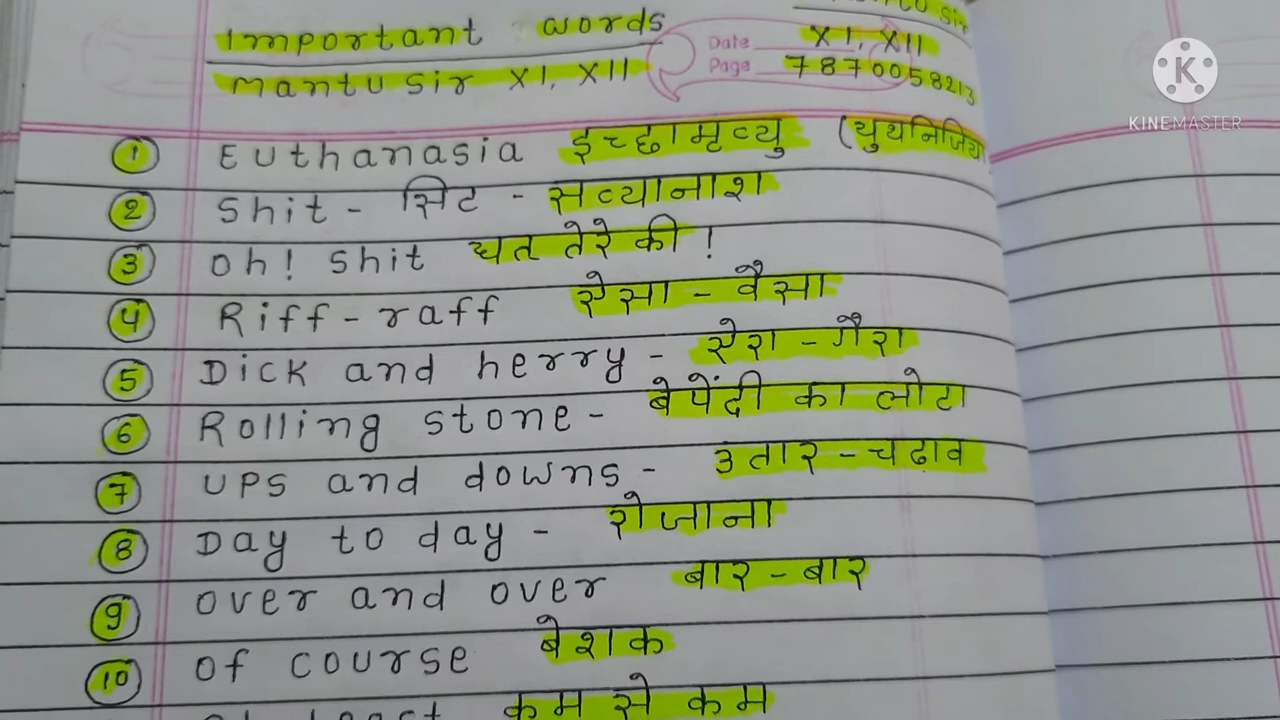 Important words
Mantu Sir XI, XII
Date XI, XII
Page 7870058213
K
KINEMASTER
1 Euthanasia इच्छामृत्यु (युथनिजिया
2 Shit - सिट - सत्यानाश
3 Oh! Shit धत तेरे की !
4 Riff-raff ऐसा - वैसा
5 Dick and herry - ऐरा - गैरा
6 Rolling stone - बेपेंदी का लोटा
7 Ups and downs - उतार - चढ़ाव
8 Day to day - रोजाना
9 Over and over बार - बार
10 Of course बेशक
कम से कम